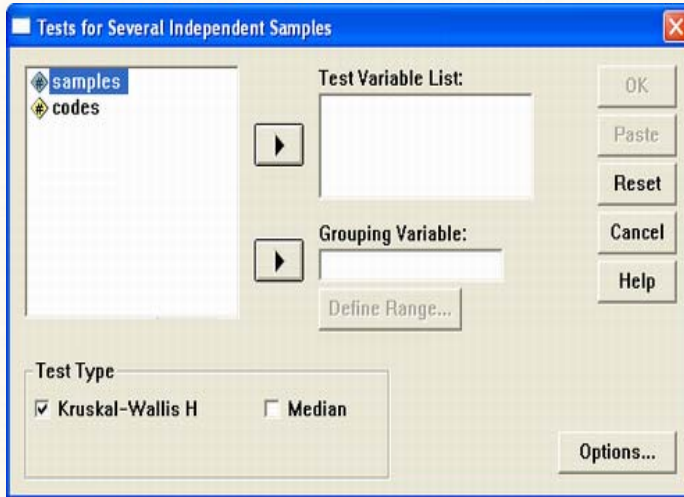 Tests for Several Independent Samples
samples
codes
Test Variable List:
Grouping Variable:
Define Range...
OK
Paste
Reset
Cancel
Help
Test Type
Kruskal-Wallis H
Median
Options...